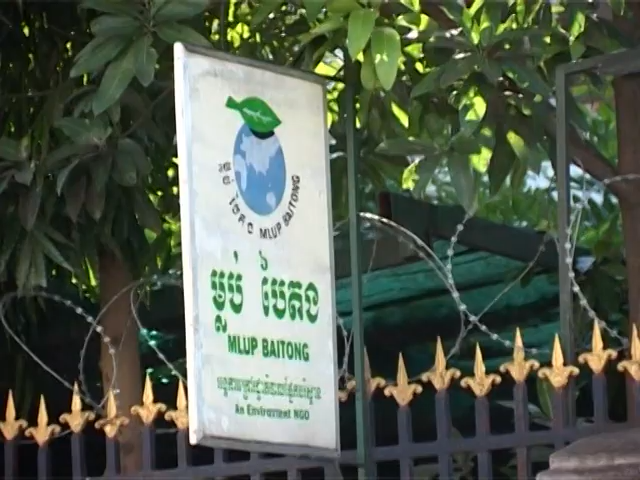 MLUP BAITONG
ម្លប់ បៃតង
MLUP BAITONG
An Environment NGO